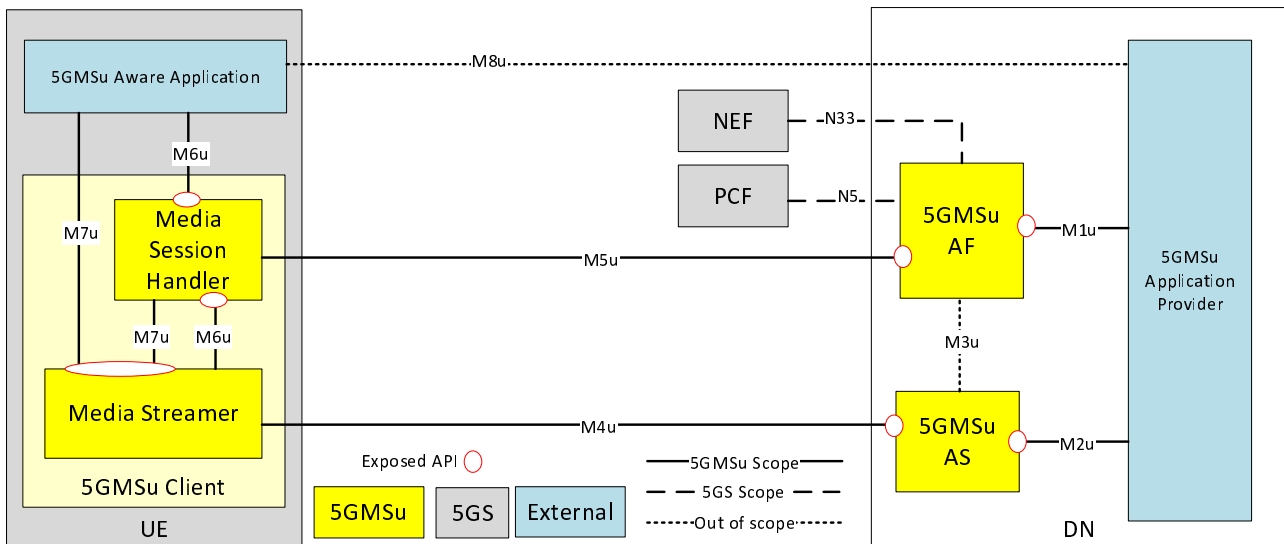 5GMSu Aware Application
M8u
NEF
N33
M6u
PCF
N5
Media
Session
Handler
5GMSu
AF
M1u
M7u
M5u
5GMSu
Application
Provider
M7u
M6u
M3u
Media Streamer
M4u
5GMSu
AS
M2u
Exposed API
5GMSu Scope
5GMSu Client
5GMSu
5GS
External
5GS Scope
Out of scope
UE
DN